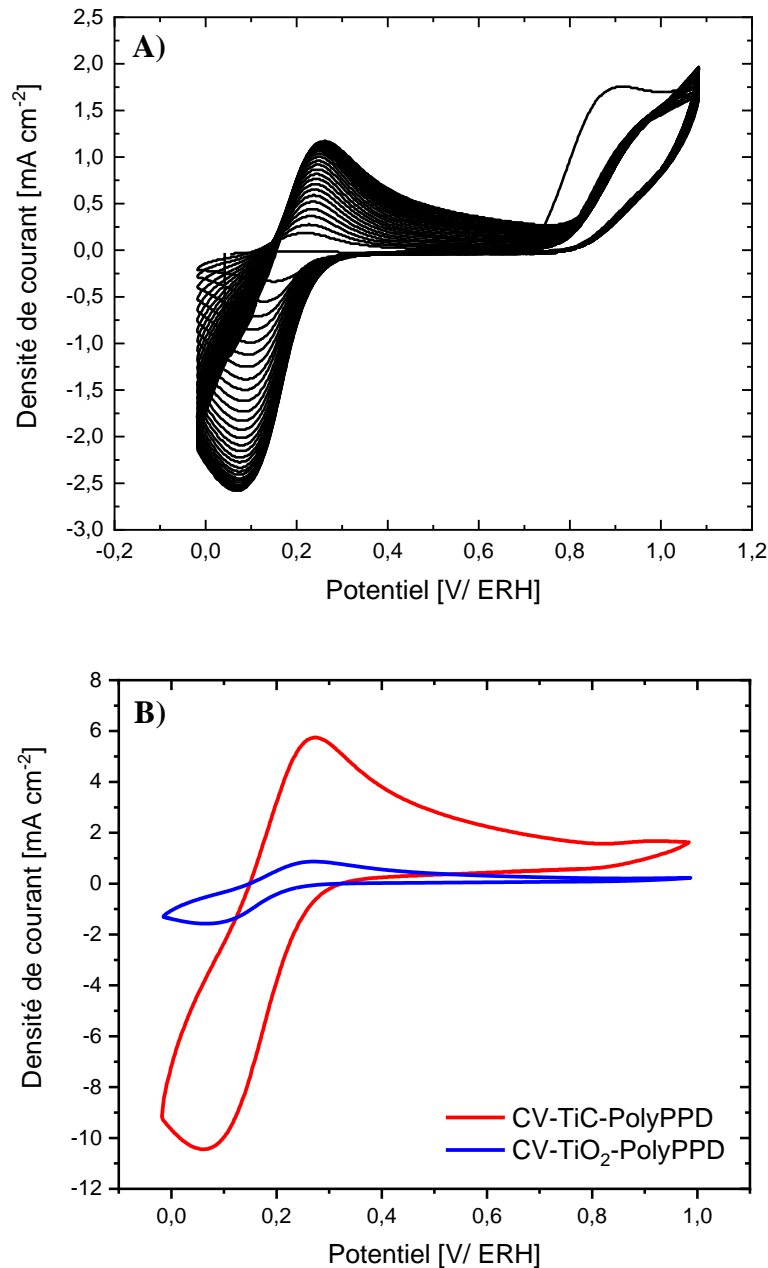 A)
2,5
2,0
1,5
1,0
0,5
0,0
-0,5
-1,0
-1,5
-2,0
-2,5
-3,0
Densité de courant [mA cm-2]
-0,2 0,0 0,2 0,4 0,6 0,8 1,0 1,2
Potentiel [V/ ERH]
B)
8
6
4
2
0
-2
-4
-6
-8
-10
-12
Densité de courant [mA cm-2]
CV-TiC-PolyPPD
CV-TiO2-PolyPPD
0,0 0,2 0,4 0,6 0,8 1,0
Potentiel [V/ ERH]